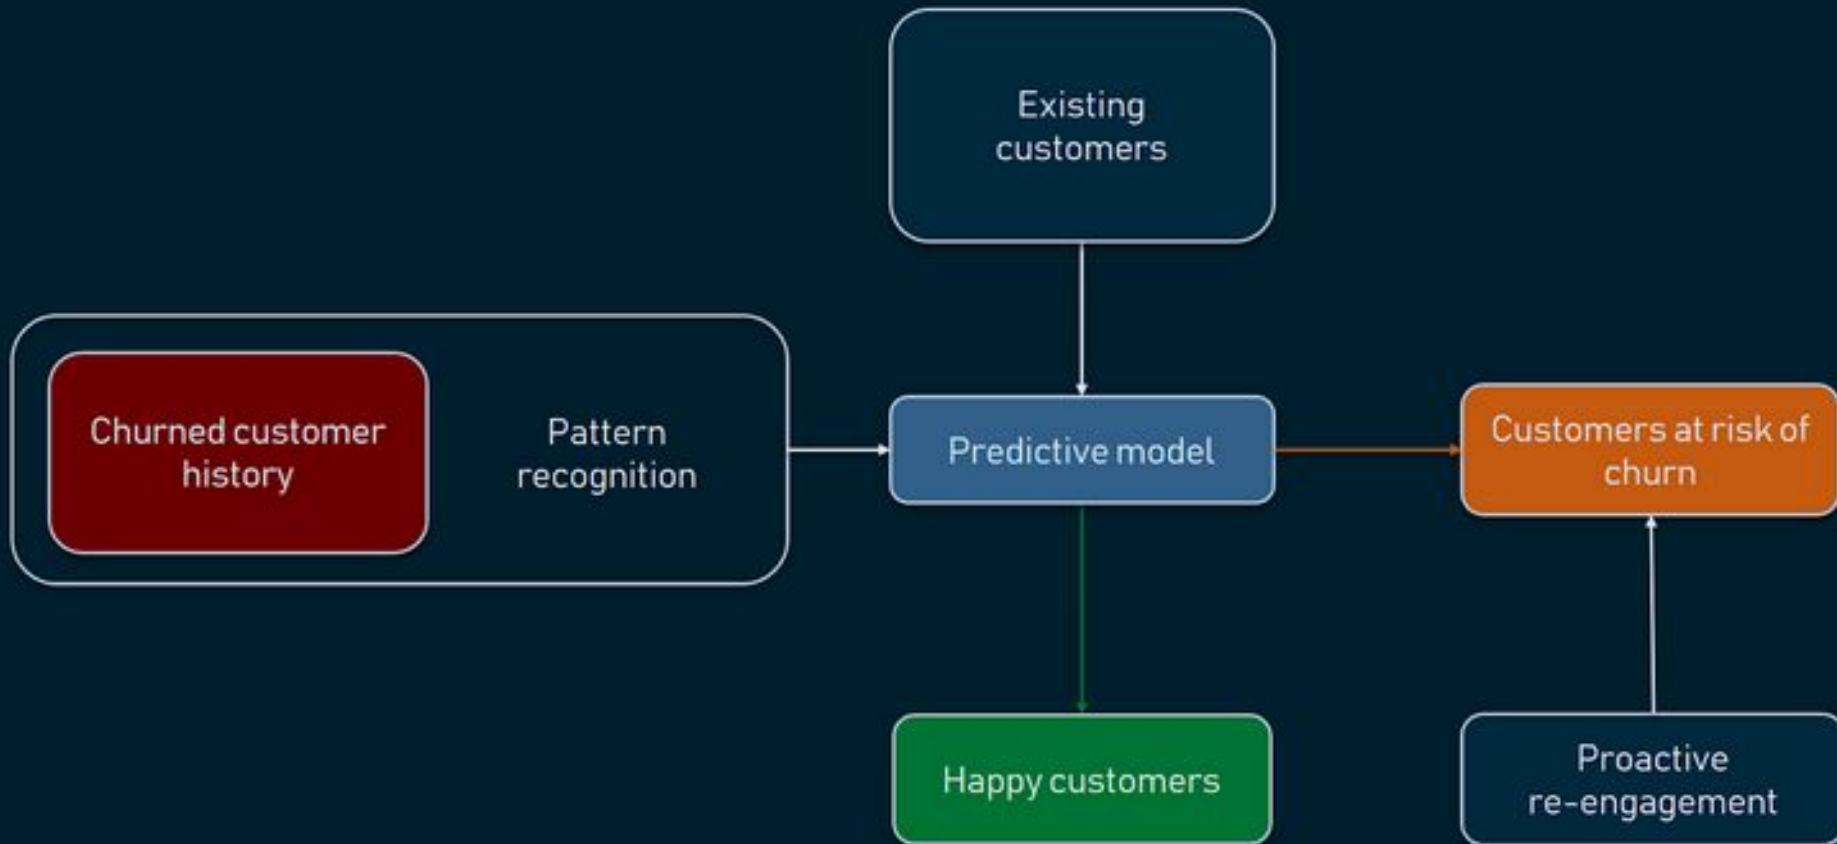 Existing
customers
Churned customer
history
Pattern
recognition
Predictive model
Customers at risk of
churn
Happy customers
Proactive
re-engagement